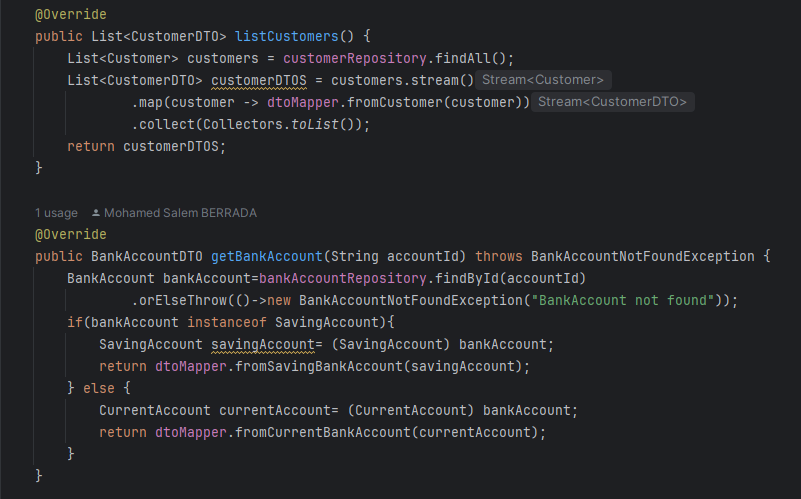 @Override
public List<CustomerDTO> listCustomers() {
    List<Customer> customers = customerRepository.findAll();
    List<CustomerDTO> customerDTOS = customers.stream() Stream<Customer>
            .map(customer -> dtoMapper.fromCustomer(customer)) Stream<CustomerDTO>
            .collect(Collectors.toList());
    return customerDTOS;
}
1 usage Mohamed Salem BERRADA
@Override
public BankAccountDTO getBankAccount(String accountId) throws BankAccountNotFoundException {
    BankAccount bankAccount=bankAccountRepository.findById(accountId)
            .orElseThrow(()->new BankAccountNotFoundException("BankAccount not found"));
    if(bankAccount instanceof SavingAccount){
        SavingAccount savingAccount= (SavingAccount) bankAccount;
        return dtoMapper.fromSavingBankAccount(savingAccount);
    } else {
        CurrentAccount currentAccount= (CurrentAccount) bankAccount;
        return dtoMapper.fromCurrentBankAccount(currentAccount);
    }
}